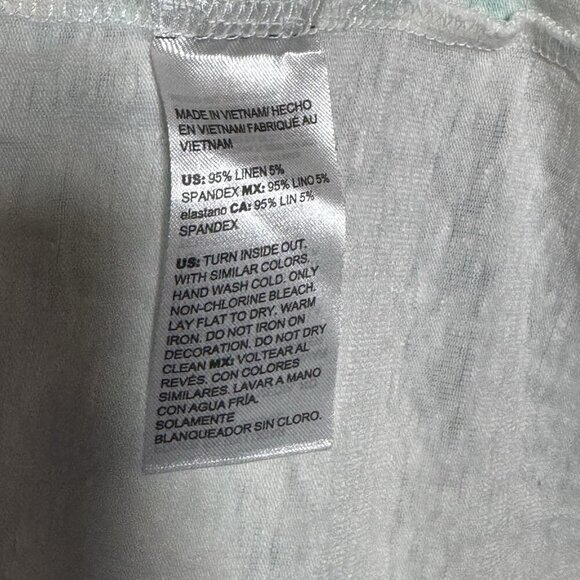 MADE IN VIETNAM/ HECHO
EN VIETNAM/ FABRIQUÉ AU
VIETNAM
US: 95% LINEN 5%
SPANDEX MX: 95% LINO 5%
elastano CA: 95% LIN 5%
SPANDEX
US: TURN INSIDE OUT.
WITH SIMILAR COLORS.
HAND WASH COLD. ONLY
NON-CHLORINE BLEACH.
LAY FLAT TO DRY. WARM
IRON. DO NOT IRON ON
DECORATION. DO NOT DRY
CLEAN MX: VOLTEAR AL
REVÉS. CON COLORES
SIMILARES. LAVAR A MANO
CON AGUA FRÍA.
SOLAMENTE
BLANQUEADOR SIN CLORO.